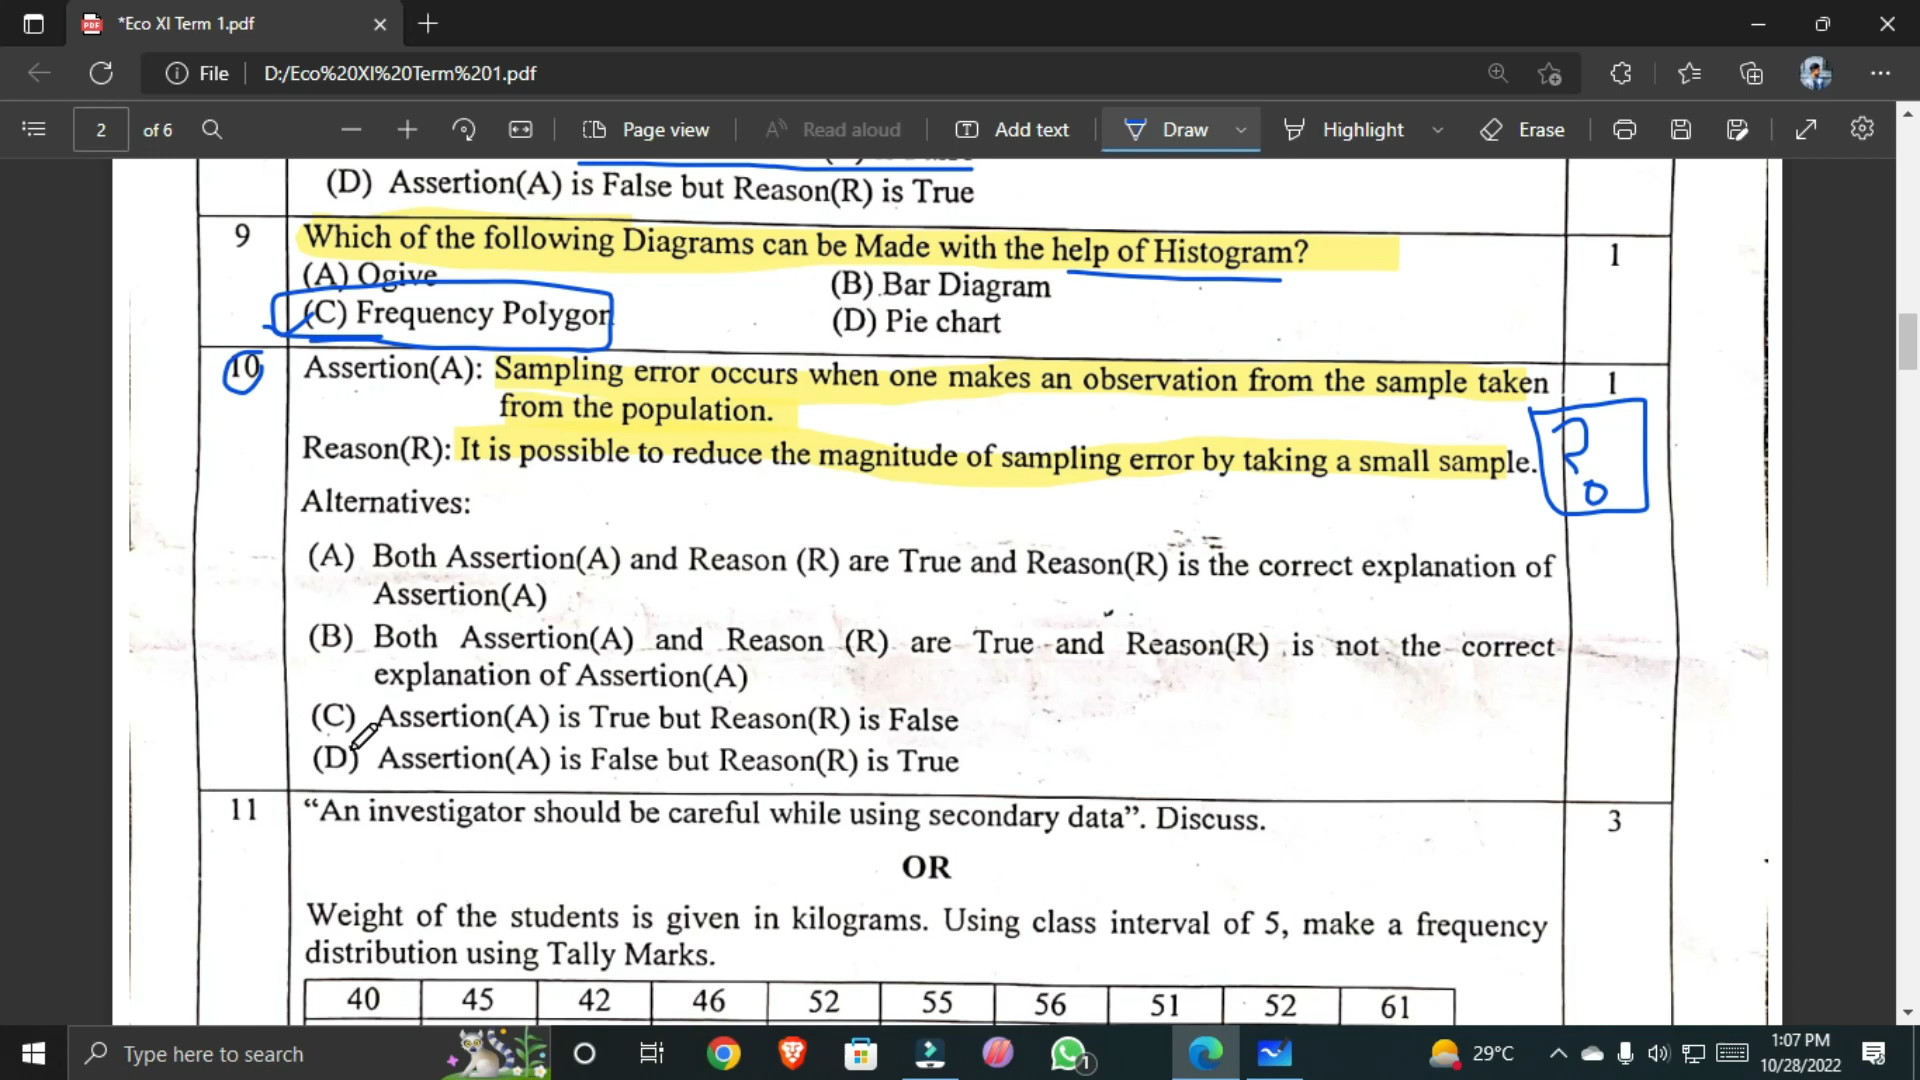 *Eco XI Term 1.pdf
File D:/Eco%20XI%20Term%201.pdf
2 of 6 Page view Read aloud Add text Draw Highlight Erase
(D) Assertion(A) is False but Reason(R) is True
9 Which of the following Diagrams can be Made with the help of Histogram? 1
(A) Ogive (B) Bar Diagram
(C) Frequency Polygon (D) Pie chart
10 Assertion(A): Sampling error occurs when one makes an observation from the sample taken 1
from the population.
Reason(R): It is possible to reduce the magnitude of sampling error by taking a small sample. ?
Alternatives:
(A) Both Assertion(A) and Reason (R) are True and Reason(R) is the correct explanation of
Assertion(A)
(B) Both Assertion(A) and Reason (R) are True and Reason(R) is not the correct
explanation of Assertion(A)
(C) Assertion(A) is True but Reason(R) is False
(D) Assertion(A) is False but Reason(R) is True
11 “An investigator should be careful while using secondary data”. Discuss. 3
OR
Weight of the students is given in kilograms. Using class interval of 5, make a frequency
distribution using Tally Marks.
40 45 42 46 52 55 56 51 52 61
Type here to search 1 29°C 1:07 PM
10/28/2022